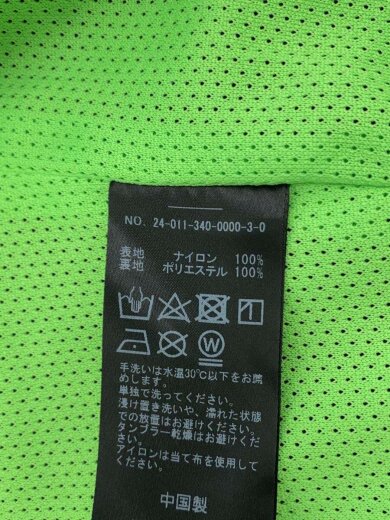 NO. 24-011-340-0000-3-0
表地 ナイロン 100%
裏地 ポリエステル 100%
W
手洗いは水温30℃以下をお薦
めします。
単独で洗ってください。
浸け置き洗いや、濡れた状態
での放置はお避けください。
タンブラー乾燥はお避けください。
アイロンは当て布を使用して
ください。
中国製